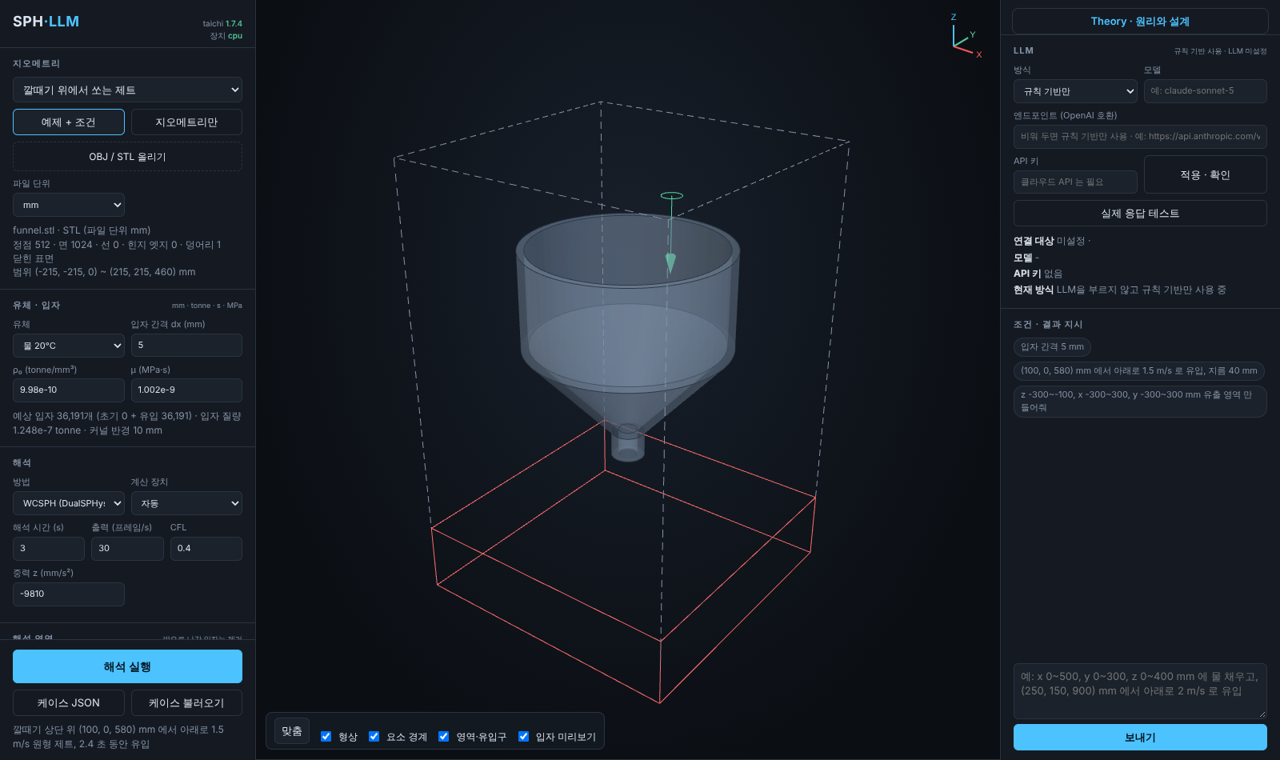 SPH·LLM
taichi 1.7.4
장치 cpu
지오메트리
깔때기 위에서 쏘는 제트
예제 + 조건
지오메트리만
OBJ / STL 올리기
파일 단위
mm
funnel.stl · STL (파일 단위 mm)
정점 512 · 면 1024 · 선 0 · 힌지 엣지 0 · 덩어리 1
닫힌 표면
범위 (-215, -215, 0) ~ (215, 215, 460) mm
유체 · 입자
mm · tonne · s · MPa
유체
입자 간격 dx (mm)
물 20°C
5
ρ₀ (tonne/mm³)
μ (MPa·s)
9.98e-10
1.002e-9
예상 입자 36,191개 (초기 0 + 유입 36,191) · 입자 질량
1.248e-7 tonne · 커널 반경 10 mm
해석
방법
계산 장치
WCSPH (DualSPHys
자동
해석 시간 (s)
출력 (프레임/s)
CFL
3
30
0.4
중력 z (mm/s²)
-9810
해석 영역
해석 실행
케이스 JSON
케이스 불러오기
깔때기 상단 위 (100, 0, 580) mm 에서 아래로 1.5
m/s 원형 제트, 2.4 초 동안 유입
Z
Y
X
맞춤
형상
요소 경계
영역·유입구
입자 미리보기
Theory · 원리와 설계
LLM
규칙 기반 사용 · LLM 미설정
방식
모델
규칙 기반만
예: claude-sonnet-5
엔드포인트 (OpenAI 호환)
비워 두면 규칙 기반만 사용 · 예: https://api.anthropic.com/v
API 키
클라우드 API 는 필요
적용 · 확인
실제 응답 테스트
연결 대상 미설정 ·
모델 -
API 키 없음
현재 방식 LLM을 부르지 않고 규칙 기반만 사용 중
조건 · 결과 지시
입자 간격 5 mm
(100, 0, 580) mm 에서 아래로 1.5 m/s 로 유입, 지름 40 mm
z -300~-100, x -300~300, y -300~300 mm 유출 영역 만
들어줘
예: x 0~500, y 0~300, z 0~400 mm 에 물 채우고,
(250, 150, 900) mm 에서 아래로 2 m/s 로 유입
보내기